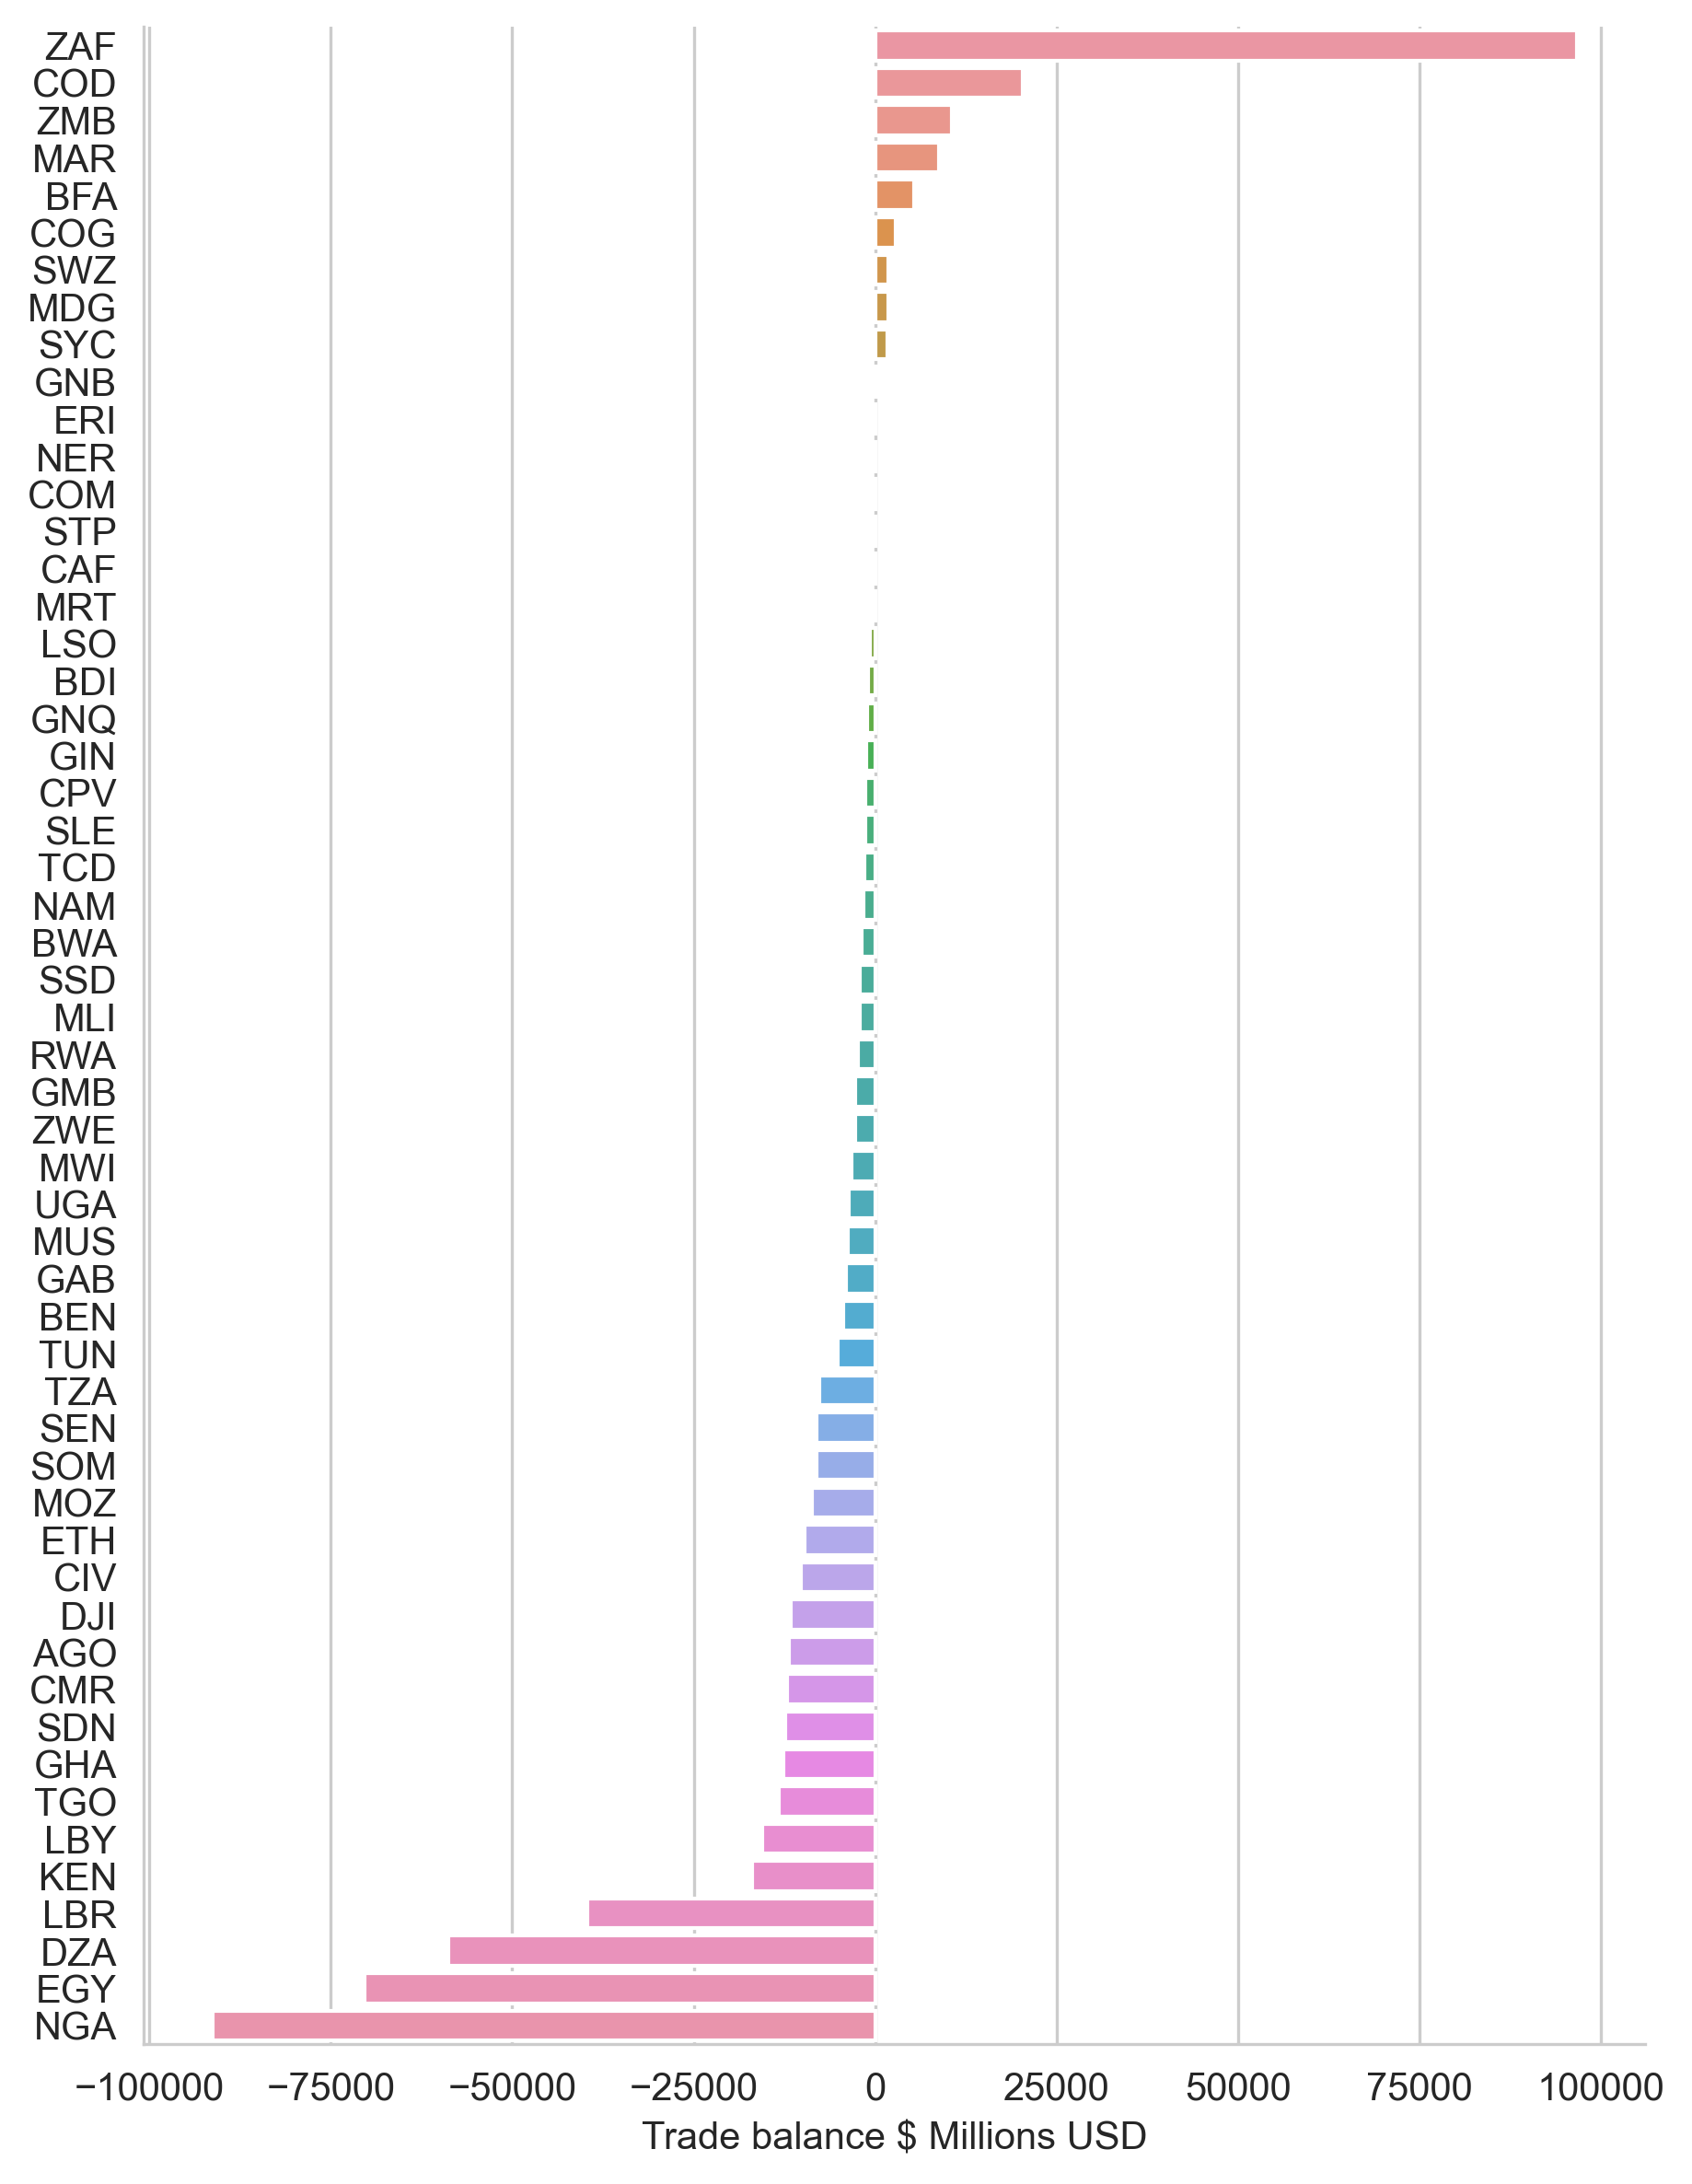 ZAF
COD
ZMB
MAR
BFA
COG
SWZ
MDG
SYC
GNB
ERI
NER
COM
STP
CAF
MRT
LSO
BDI
GNQ
GIN
CPV
SLE
TCD
NAM
BWA
SSD
MLI
RWA
GMB
ZWE
MWI
UGA
MUS
GAB
BEN
TUN
TZA
SEN
SOM
MOZ
ETH
CIV
DJI
AGO
CMR
SDN
GHA
TGO
LBY
KEN
LBR
DZA
EGY
NGA
−100000 −75000 −50000 −25000 0 25000 50000 75000 100000
Trade balance $ Millions USD